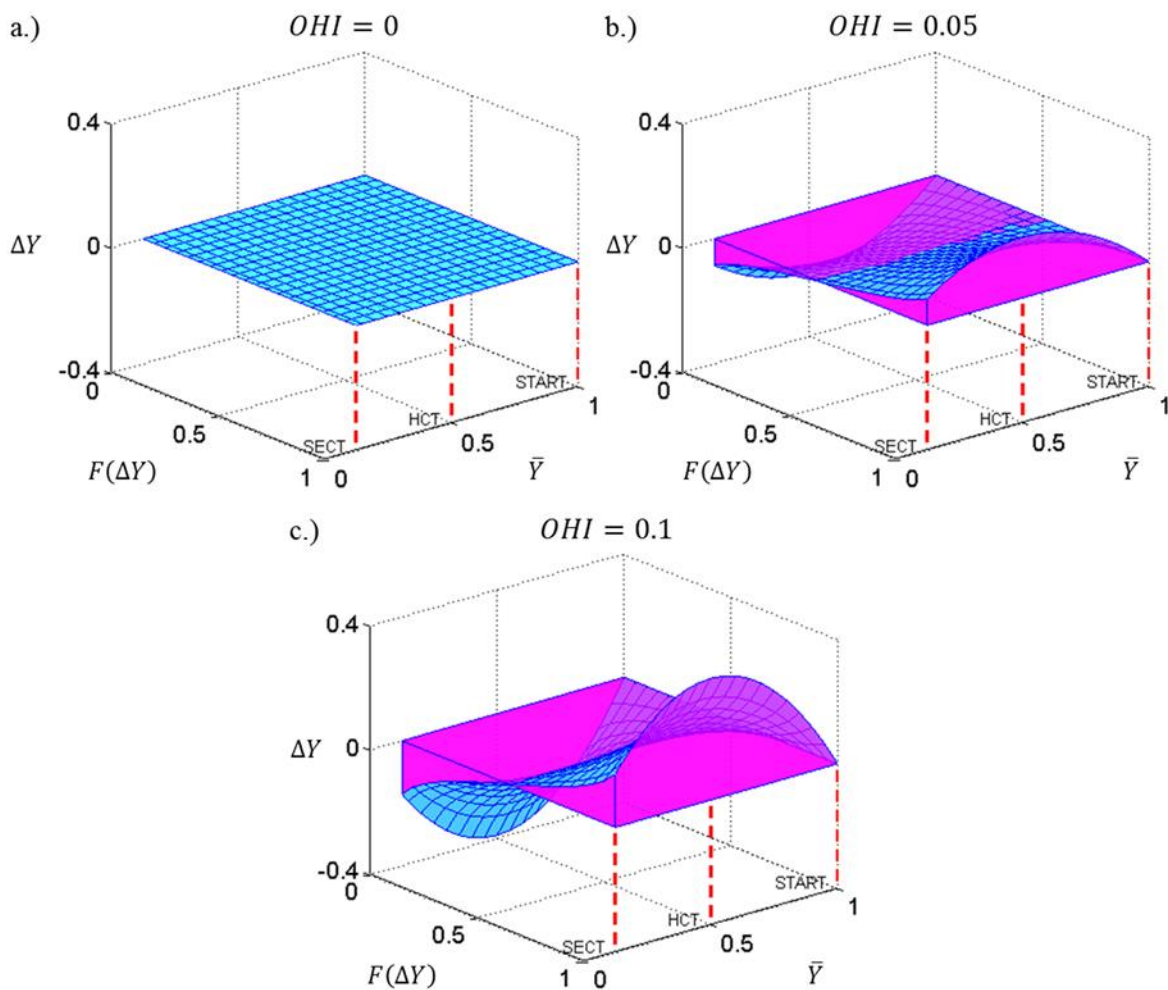 a.)
OHI = 0
0.4
ΔY
0
-0.4
0
0.5
1
F(ΔY)
SECT
HCT
START
0
0.5
1
Ȳ
b.)
OHI = 0.05
0.4
ΔY
0
-0.4
0
0.5
1
F(ΔY)
SECT
HCT
START
0
0.5
1
Ȳ
c.)
OHI = 0.1
0.4
ΔY
0
-0.4
0
0.5
1
F(ΔY)
SECT
HCT
START
0
0.5
1
Ȳ